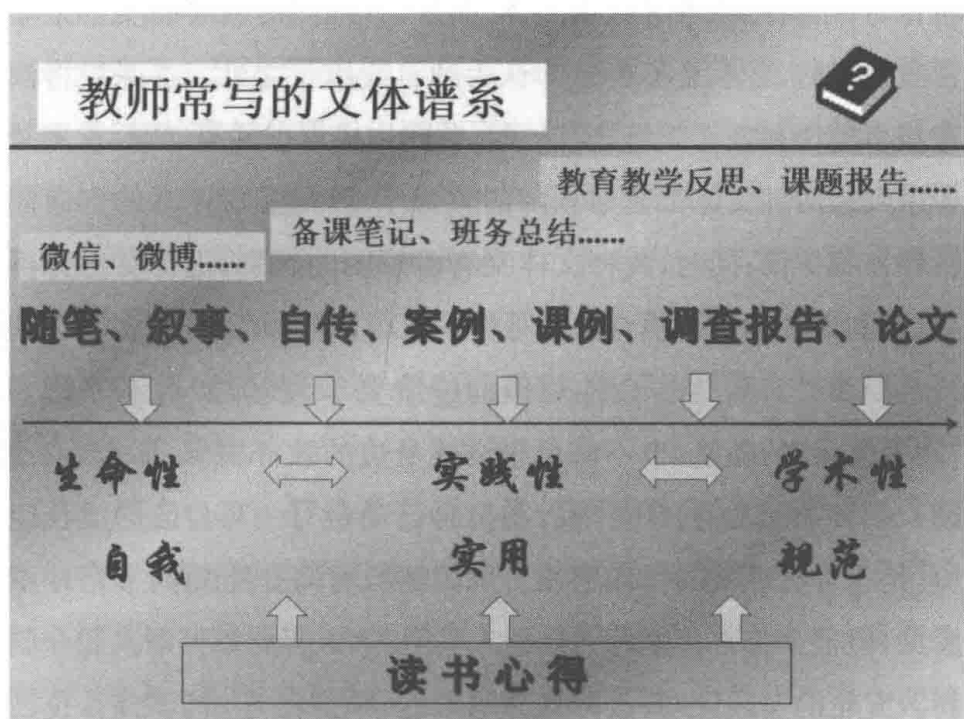 教师常写的文体谱系
?
教育教学反思、课题报告......
备课笔记、班务总结......
微信、微博......
随笔、叙事、自传、案例、课例、调查报告、论文
生命性 实践性 学术性
自我 实用 规范
读书心得